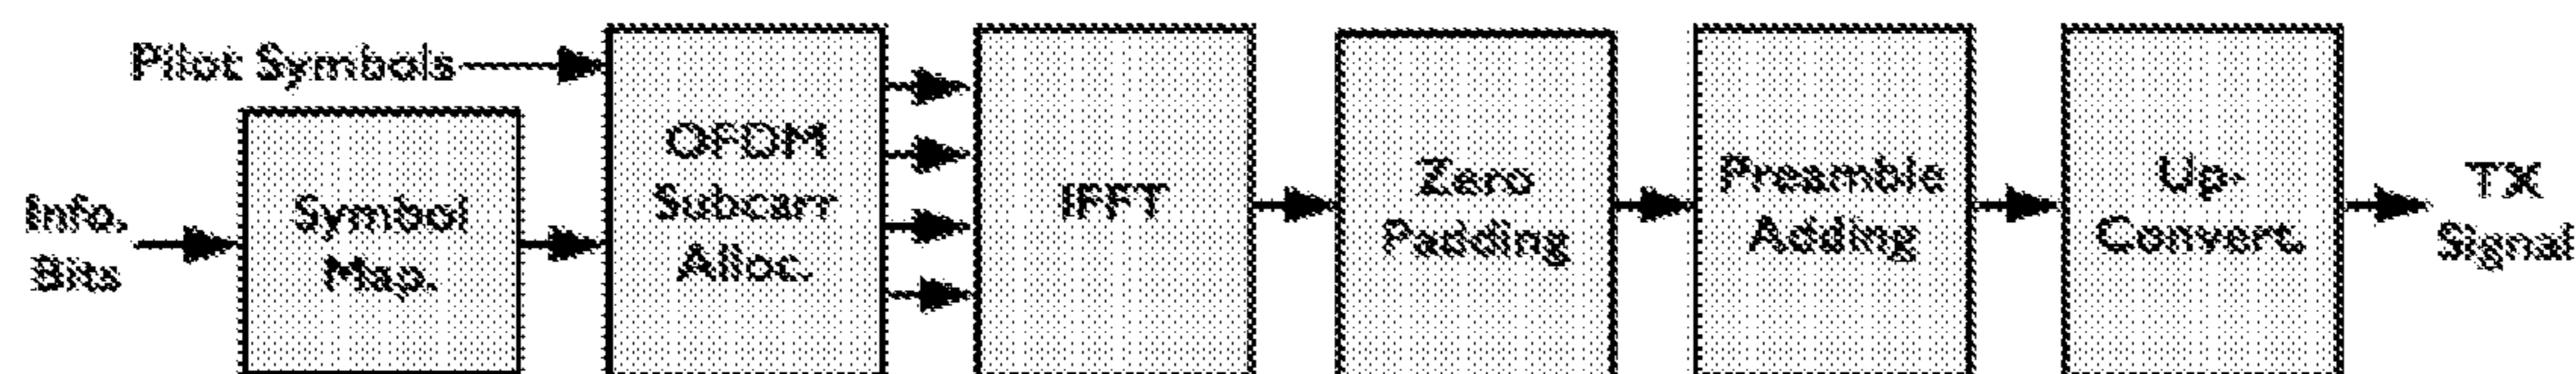 Pilot Symbols
Info.
Bits
Symbol
Map.
OFDM
Subcarr
Alloc.
IFFT
Zero
Padding
Preamble
Adding
Up-
Convert.
TX
Signal